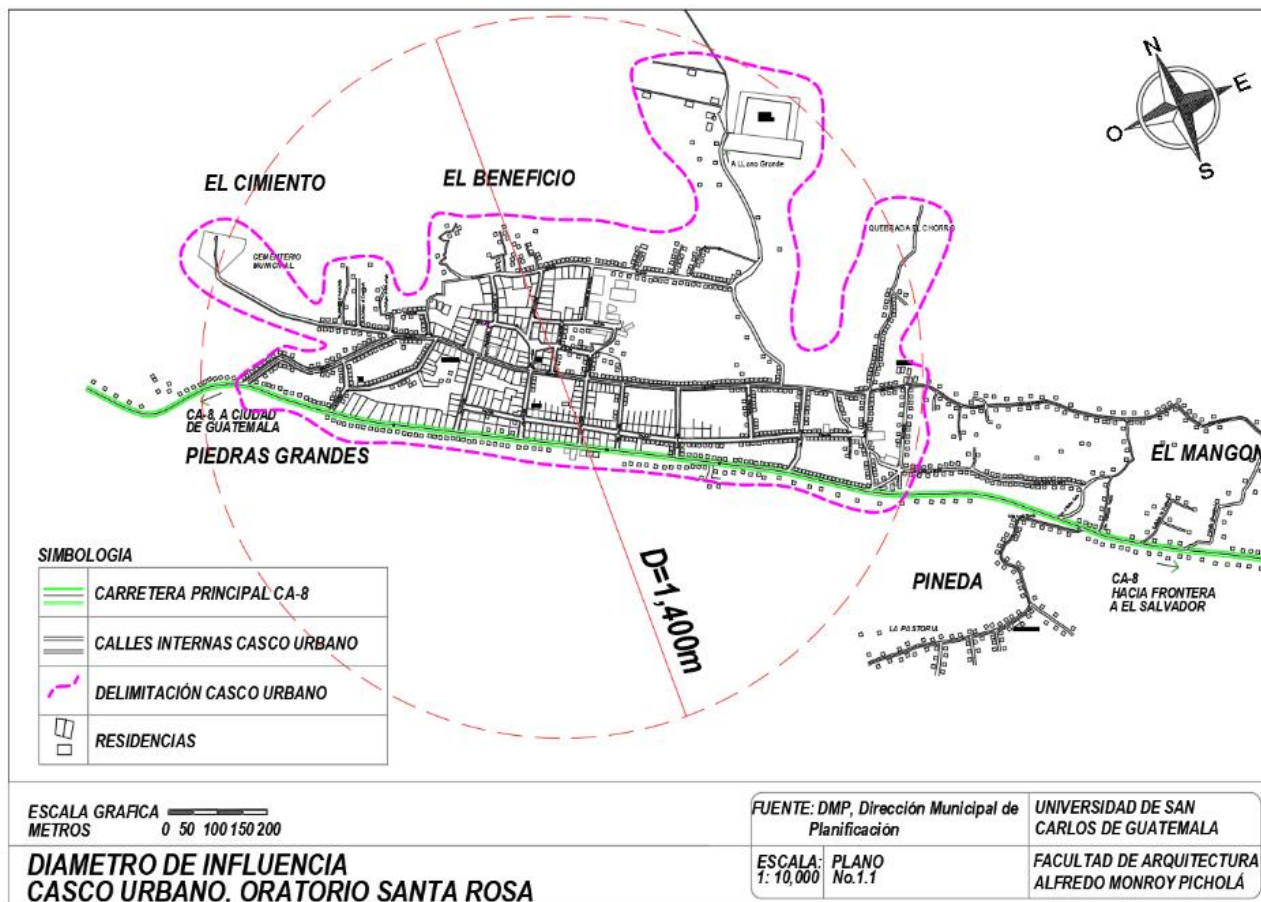 N
E
O
S
EL CIMIENTO
EL BENEFICIO
A LLano Grande
QUEBRADA EL CHORRO
CEMENTERIO
MUNICIPAL
CA-8, A CIUDAD
DE GUATEMALA
PIEDRAS GRANDES
EL MANGON
D=1,400m
PINEDA
CA-8
HACIA FRONTERA
A EL SALVADOR
LA PASTORIA
SIMBOLOGIA
CARRETERA PRINCIPAL CA-8
CALLES INTERNAS CASCO URBANO
DELIMITACIÓN CASCO URBANO
RESIDENCIAS
ESCALA GRAFICA
METROS 0 50 100 150 200
DIAMETRO DE INFLUENCIA
CASCO URBANO, ORATORIO SANTA ROSA
FUENTE: DMP, Dirección Municipal de
Planificación
ESCALA:
1: 10,000
PLANO
No.1.1
UNIVERSIDAD DE SAN
CARLOS DE GUATEMALA
FACULTAD DE ARQUITECTURA
ALFREDO MONROY PICHOLÁ